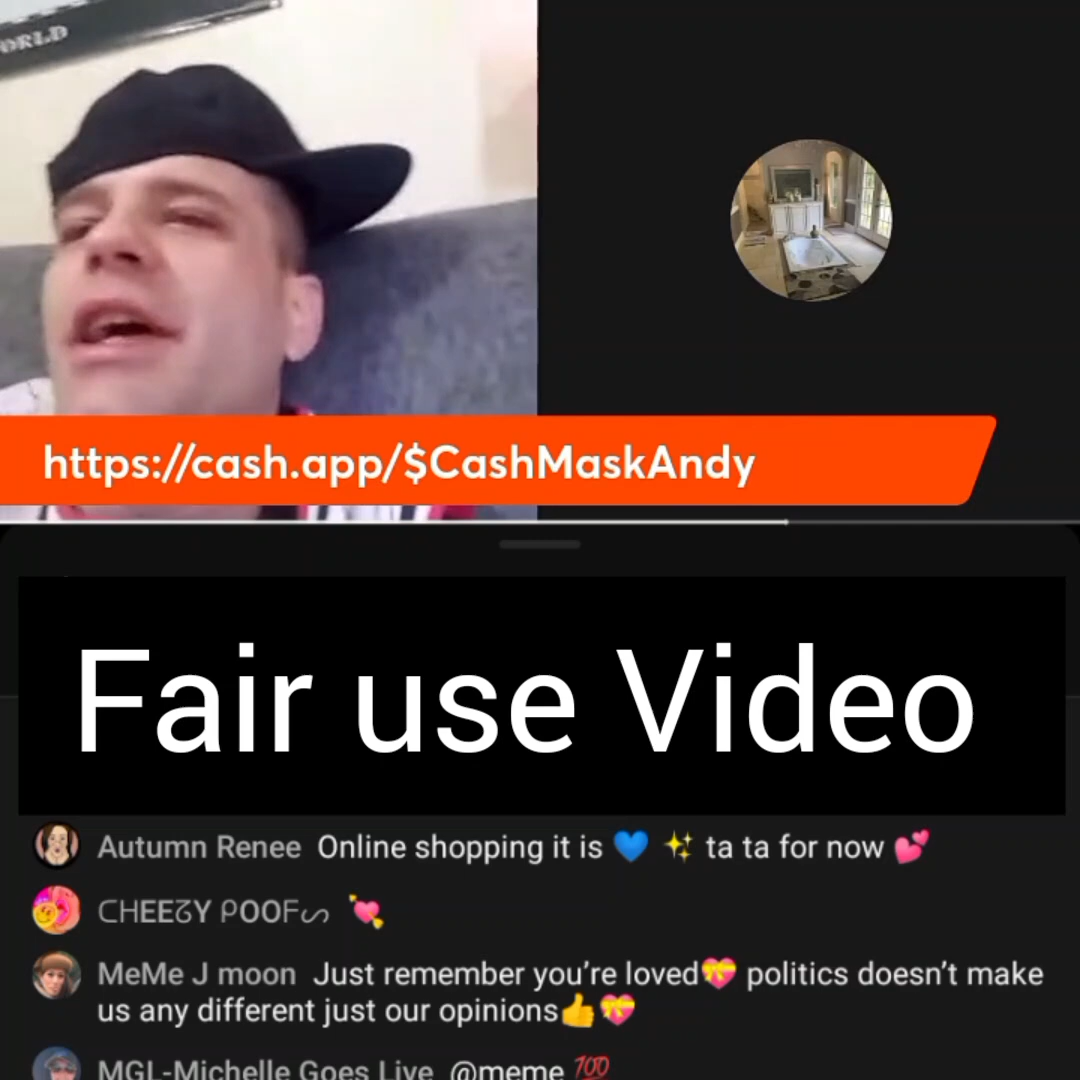 ORLD
https://cash.app/$CashMaskAndy
Fair use Video
Autumn Renee Online shopping it is 💙 ✨ ta ta for now 💕
CHEEZY POOFS 💘
MeMe J moon Just remember you're loved💝 politics doesn't make
us any different just our opinions👍💝
MGL-Michelle Goes Live @meme 💯